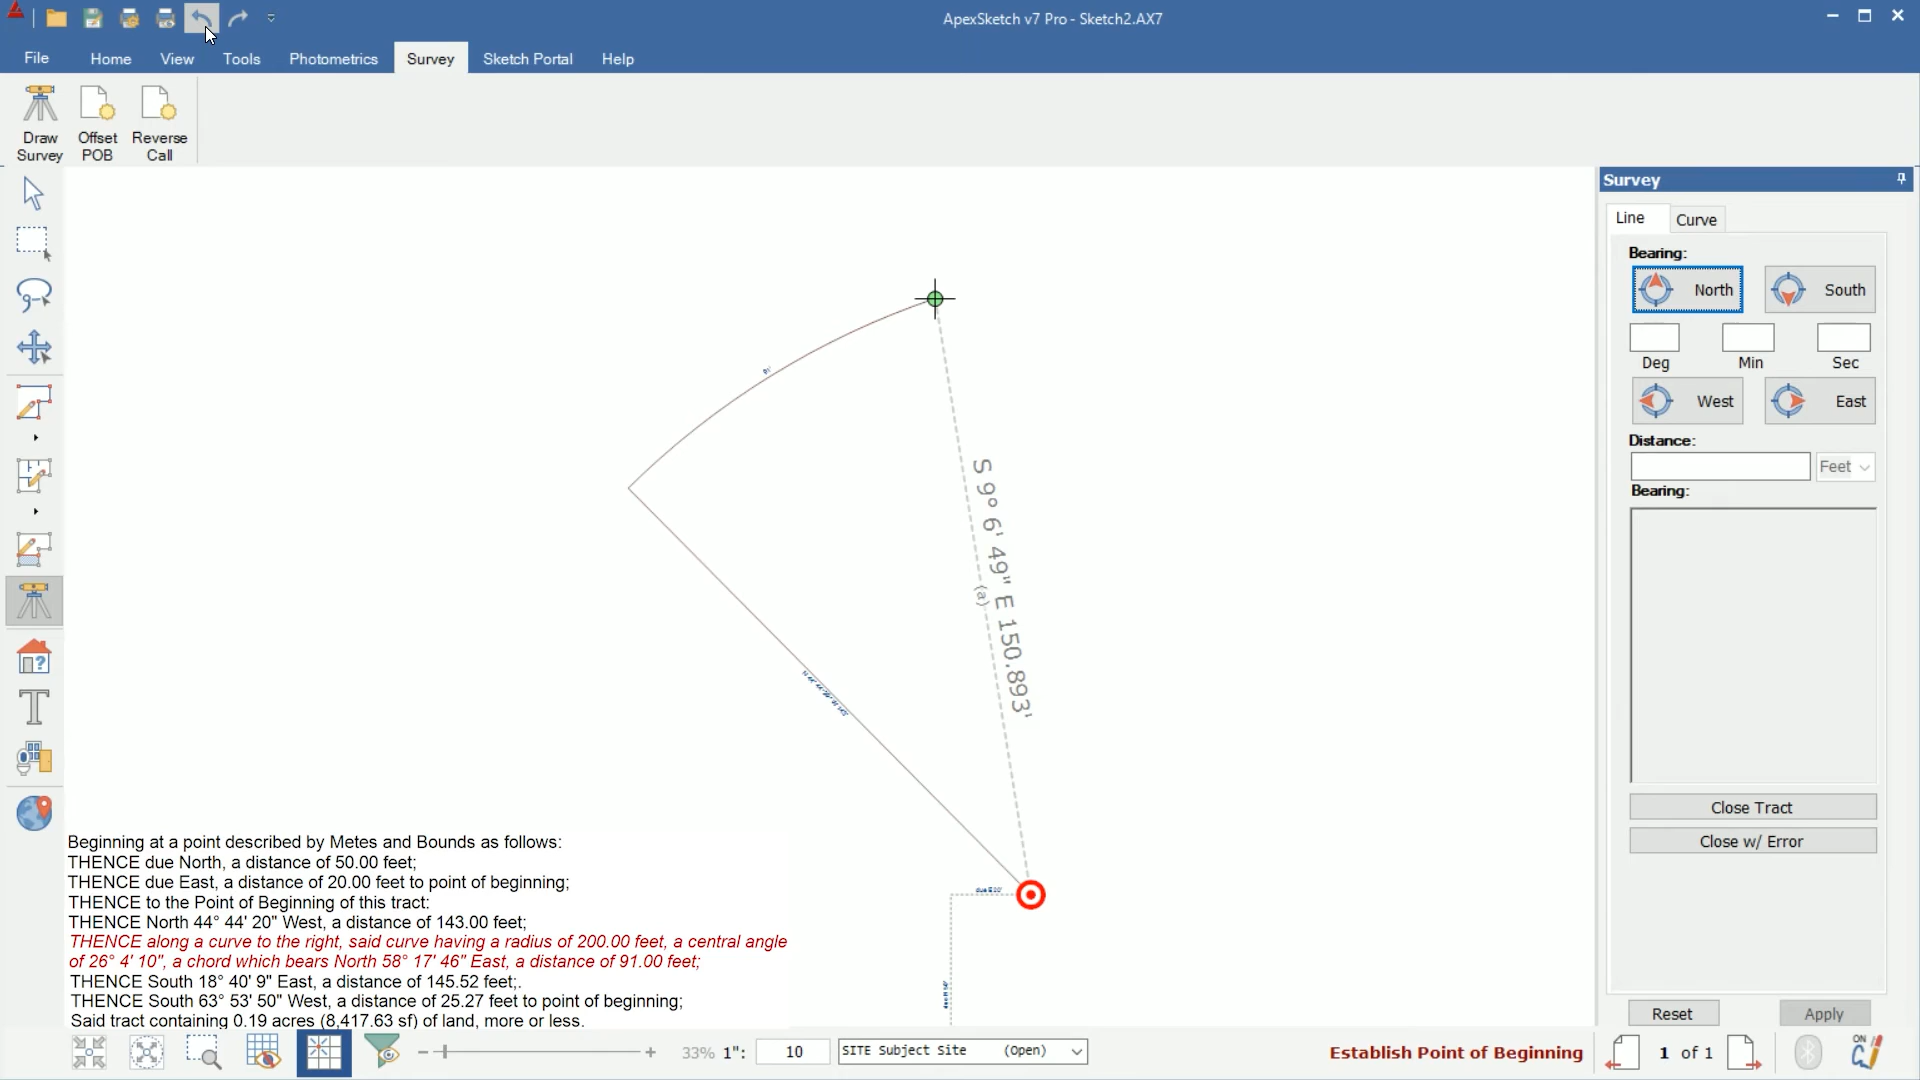 ApexSketch v7 Pro - Sketch2.AX7
File Home View Tools Photometrics Survey Sketch Portal Help
Draw Survey
Offset POB
Reverse Call
Survey
Line Curve
Bearing:
North South
Deg Min Sec
West East
Distance:
Feet
Bearing:
Close Tract
Close w/ Error
Reset Apply
91'
S 9° 6' 49" E 150.893'
(a)
due E 20'
Beginning at a point described by Metes and Bounds as follows:
THENCE due North, a distance of 50.00 feet;
THENCE due East, a distance of 20.00 feet to point of beginning;
THENCE to the Point of Beginning of this tract:
THENCE North 44° 44' 20" West, a distance of 143.00 feet;
THENCE along a curve to the right, said curve having a radius of 200.00 feet, a central angle
of 26° 4' 10", a chord which bears North 58° 17' 46" East, a distance of 91.00 feet;
THENCE South 18° 40' 9" East, a distance of 145.52 feet;.
THENCE South 63° 53' 50" West, a distance of 25.27 feet to point of beginning;
Said tract containing 0.19 acres (8,417.63 sf) of land, more or less.
33% 1": 10 SITE Subject Site (Open) Establish Point of Beginning 1 of 1 ON